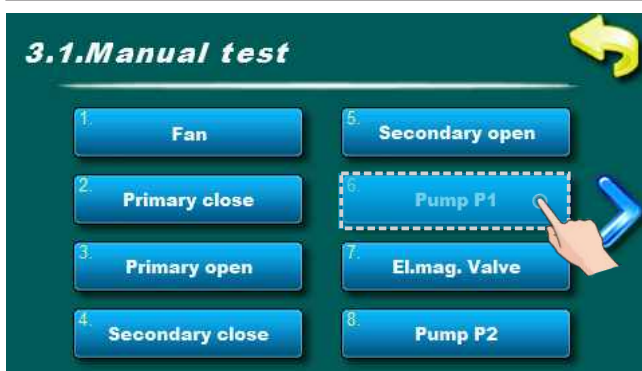 3.1.Manual test
1. Fan
2. Primary close
3. Primary open
4. Secondary close
5. Secondary open
6. Pump P1
7. El.mag. Valve
8. Pump P2